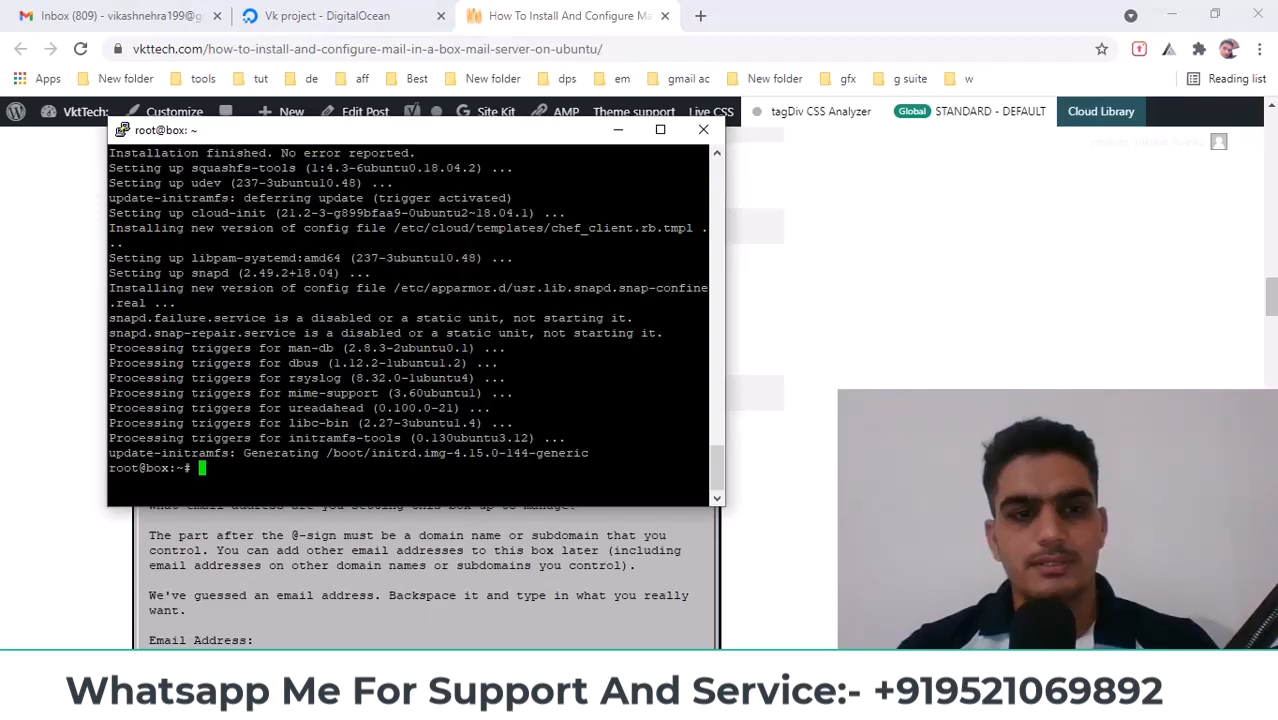 Inbox (809) - vikashnehra199@g
Vk project - DigitalOcean
How To Install And Configure Ma
vkttech.com/how-to-install-and-configure-mail-in-a-box-mail-server-on-ubuntu/
Apps New folder tools tut de aff Best New folder dps em gmail ac New folder gfx g suite w Reading list
VktTech: Customize New Edit Post Site Kit AMP Theme support Live CSS tagDiv CSS Analyzer Global STANDARD - DEFAULT Cloud Library
root@box: ~
Installation finished. No error reported.
Setting up squashfs-tools (1:4.3-6ubuntu0.18.04.2) ...
Setting up udev (237-3ubuntu10.48) ...
update-initramfs: deferring update (trigger activated)
Setting up cloud-init (21.2-3-g899bfaa9-0ubuntu2~18.04.1) ...
Installing new version of config file /etc/cloud/templates/chef_client.rb.tmpl .
..
Setting up libpam-systemd:amd64 (237-3ubuntu10.48) ...
Setting up snapd (2.49.2+18.04) ...
Installing new version of config file /etc/apparmor.d/usr.lib.snapd.snap-confine
.real ...
snapd.failure.service is a disabled or a static unit, not starting it.
snapd.snap-repair.service is a disabled or a static unit, not starting it.
Processing triggers for man-db (2.8.3-2ubuntu0.1) ...
Processing triggers for dbus (1.12.2-1ubuntu1.2) ...
Processing triggers for rsyslog (8.32.0-1ubuntu4) ...
Processing triggers for mime-support (3.60ubuntu1) ...
Processing triggers for ureadahead (0.100.0-21) ...
Processing triggers for libc-bin (2.27-3ubuntu1.4) ...
Processing triggers for initramfs-tools (0.130ubuntu3.12) ...
update-initramfs: Generating /boot/initrd.img-4.15.0-144-generic
root@box:~#
What email address are you setting this box up to manage?
The part after the @-sign must be a domain name or subdomain that you
control. You can add other email addresses to this box later (including
email addresses on other domain names or subdomains you control).
We've guessed an email address. Backspace it and type in what you really
want.
Email Address:
Whatsapp Me For Support And Service:- +919521069892